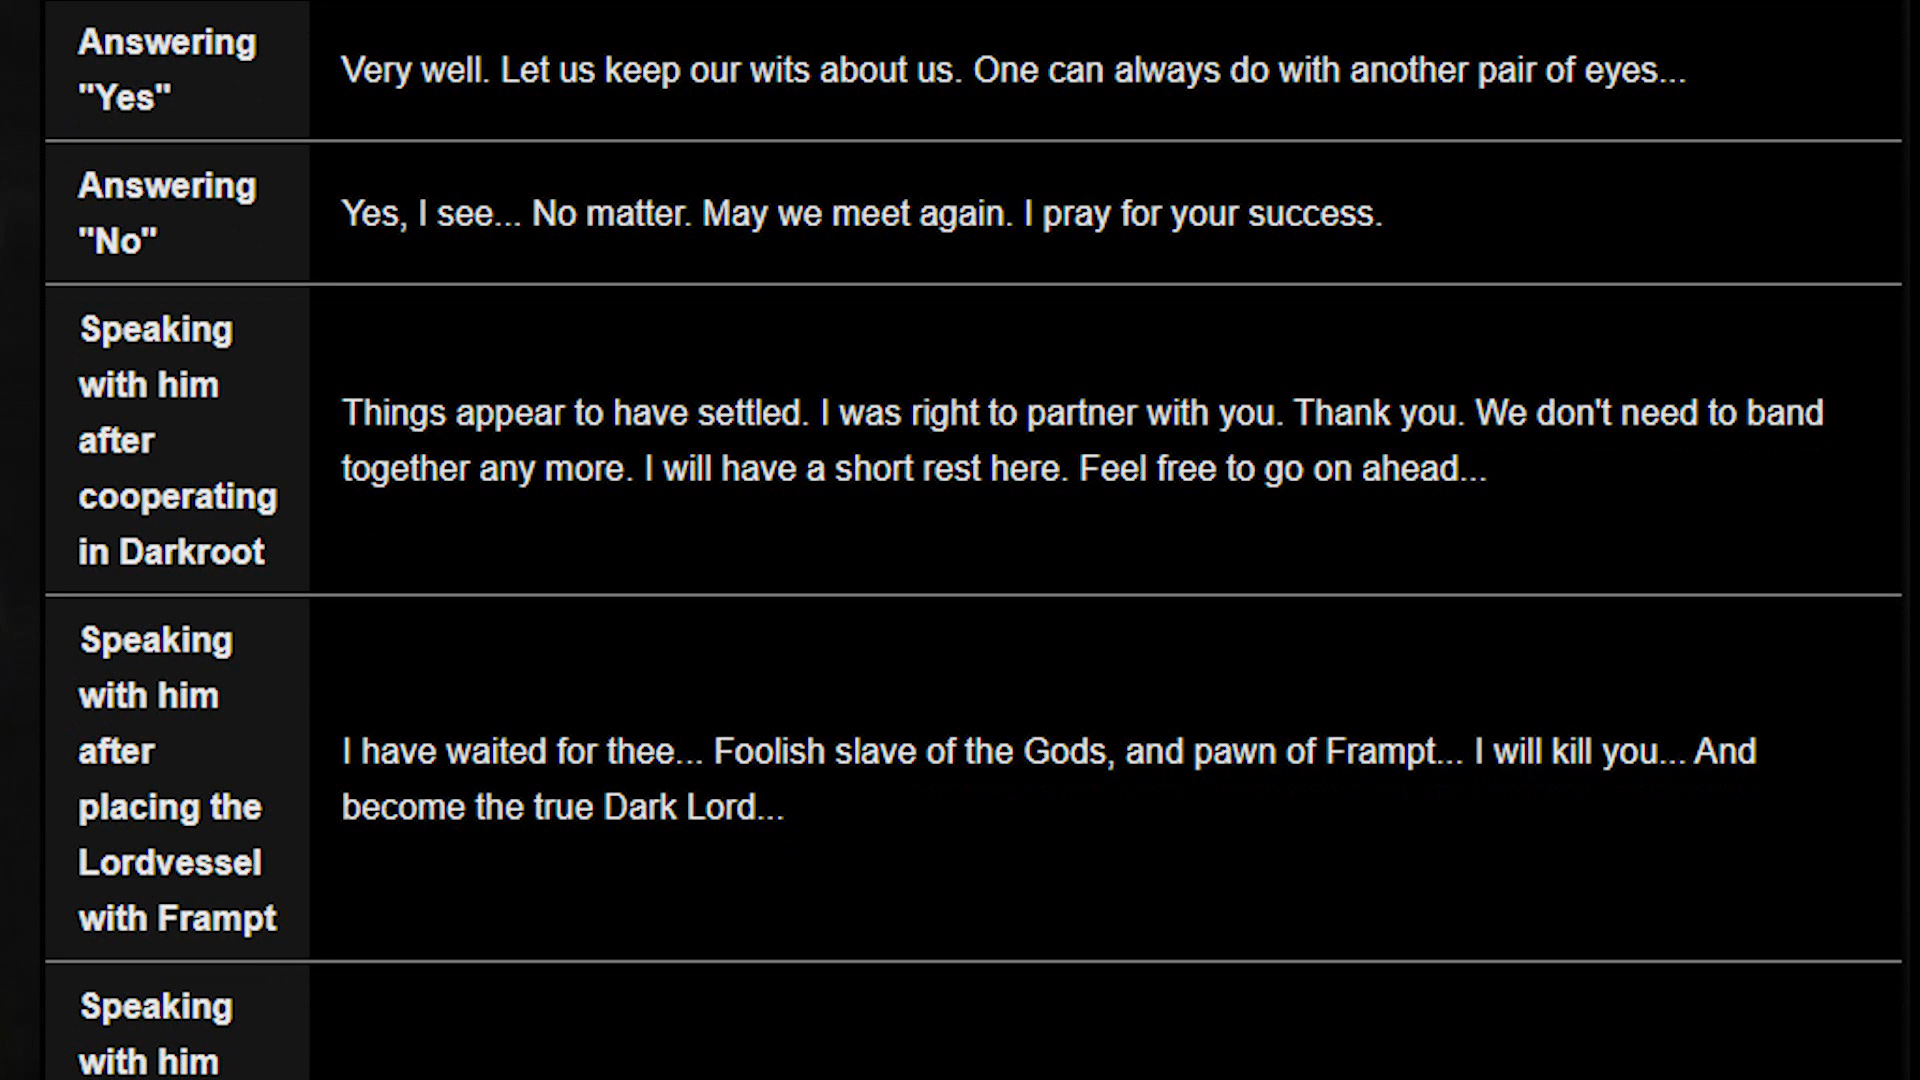 Answering
"Yes"
Very well. Let us keep our wits about us. One can always do with another pair of eyes...
Answering
"No"
Yes, I see... No matter. May we meet again. I pray for your success.
Speaking
with him
after
cooperating
in Darkroot
Things appear to have settled. I was right to partner with you. Thank you. We don't need to band
together any more. I will have a short rest here. Feel free to go on ahead...
Speaking
with him
after
placing the
Lordvessel
with Frampt
I have waited for thee... Foolish slave of the Gods, and pawn of Frampt... I will kill you... And
become the true Dark Lord...
Speaking
with him